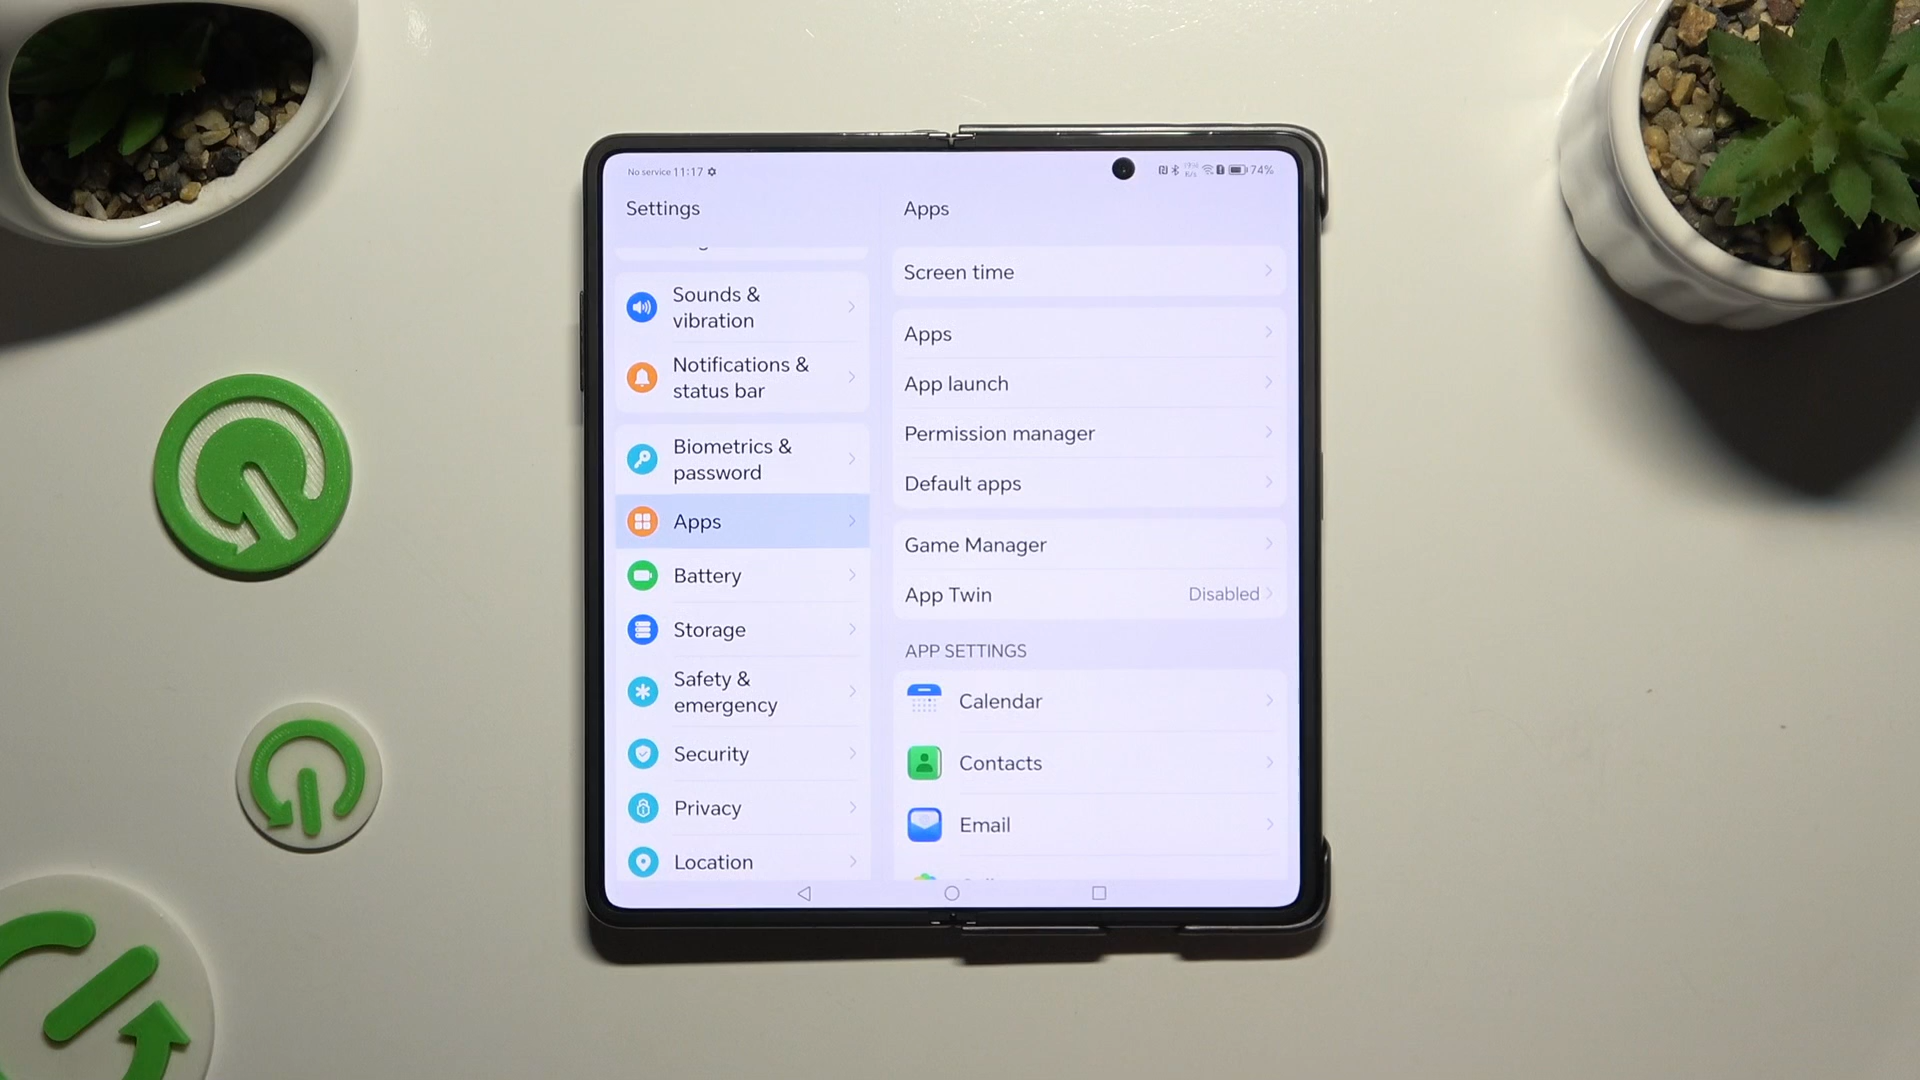 No service 11:17
74%
Settings
Apps
Sounds &
vibration
Notifications &
status bar
Biometrics &
password
Apps
Battery
Storage
Safety &
emergency
Security
Privacy
Location
Screen time
Apps
App launch
Permission manager
Default apps
Game Manager
App Twin Disabled
APP SETTINGS
Calendar
Contacts
Email